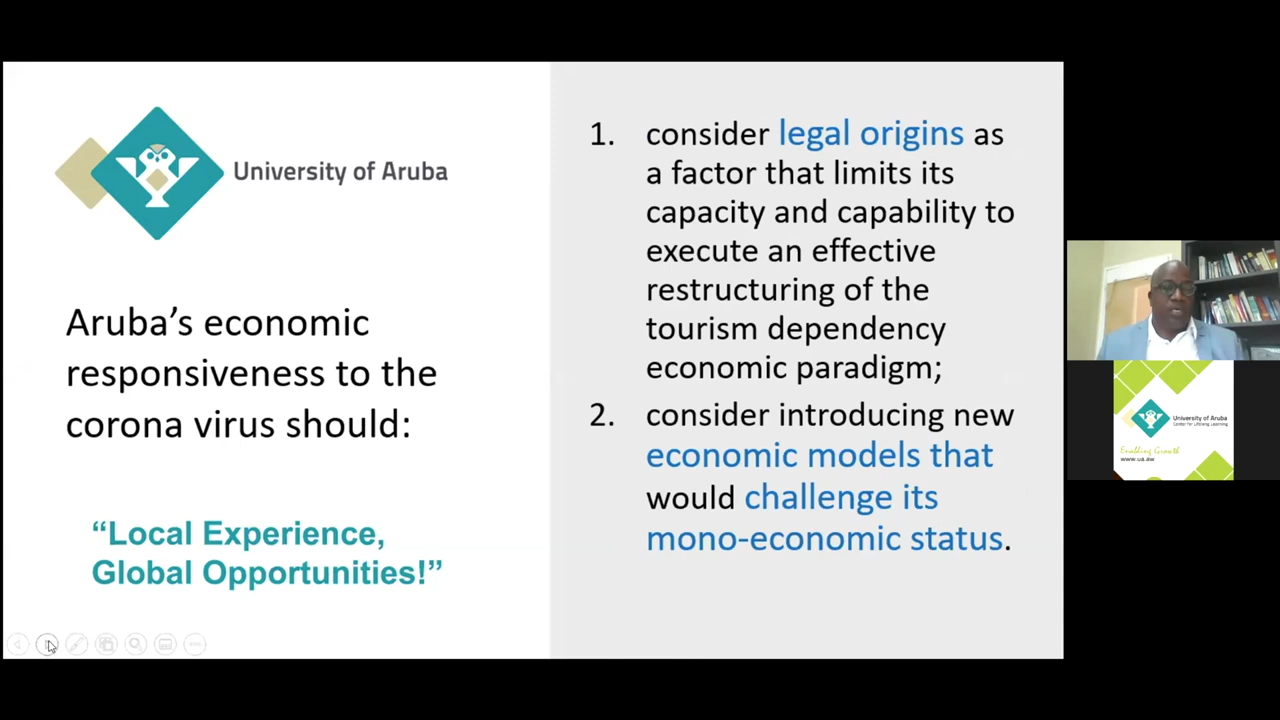 University of Aruba
Aruba’s economic
responsiveness to the
corona virus should:
“Local Experience,
Global Opportunities!”
1. consider legal origins as
a factor that limits its
capacity and capability to
execute an effective
restructuring of the
tourism dependency
economic paradigm;
2. consider introducing new
economic models that
would challenge its
mono-economic status.
University of Aruba
Center for Lifelong Learning
Enabling Growth
www.ua.aw